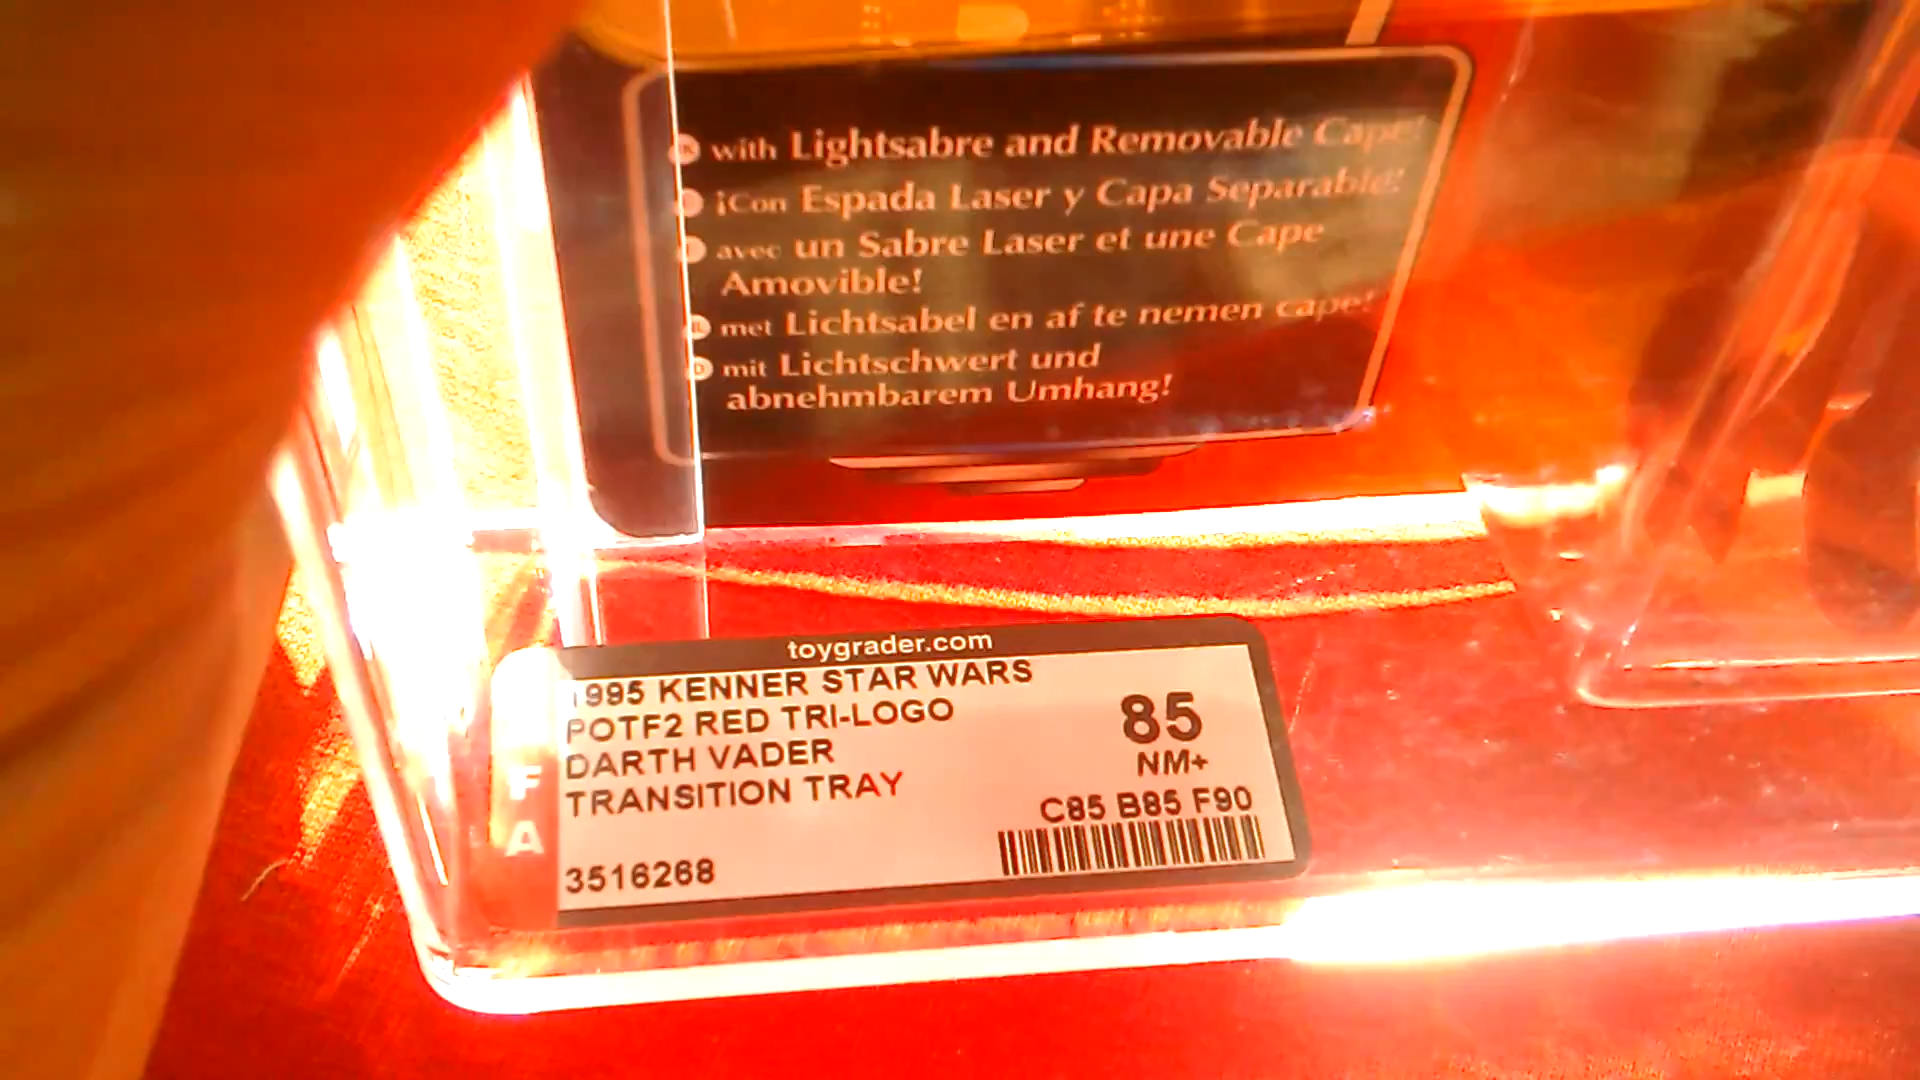 with Lightsabre and Removable Cape!
¡Con Espada Laser y Capa Separable!
avec un Sabre Laser et une Cape
Amovible!
met Lichtsabel en af te nemen cape!
D mit Lichtschwert und
abnehmbarem Umhang!
toygrader.com
1995 KENNER STAR WARS
POTF2 RED TRI-LOGO
DARTH VADER
TRANSITION TRAY
85
NM+
C85 B85 F90
3516268
F
A